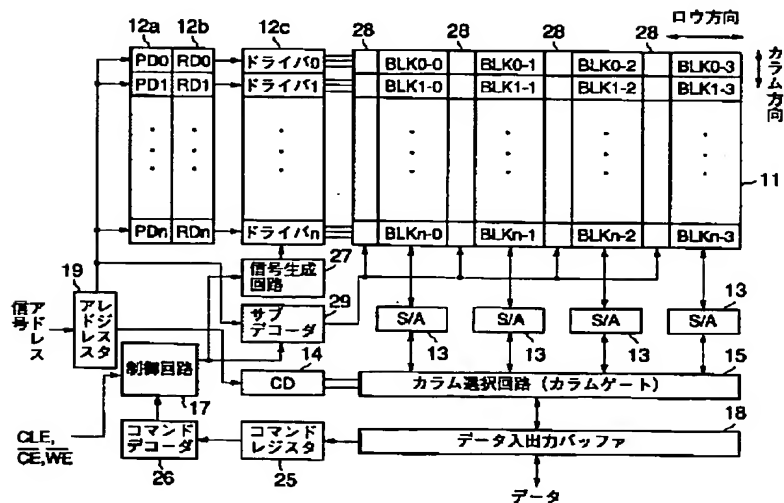 12a 12b 12c 28 28 28 28 ロウ方向
PD0 RD0 ドライバ0 BLK0-0 BLK0-1 BLK0-2 BLK0-3
PD1 RD1 ドライバ1 BLK1-0 BLK1-1 BLK1-2 BLK1-3
カラム方向
11
PDn RDn ドライバn BLKn-0 BLKn-1 BLKn-2 BLKn-3
信号生成
回路
27
19
アドレス
信号
アドレス
レジスタ
サブ
デコーダ
29
S/A S/A S/A S/A
13 13 13 13
制御回路
17
14
CD
カラム選択回路(カラムゲート)
15
CLE,
CE,WE
コマンド
デコーダ
26
コマンド
レジスタ
25
データ入出力バッファ
18
データ